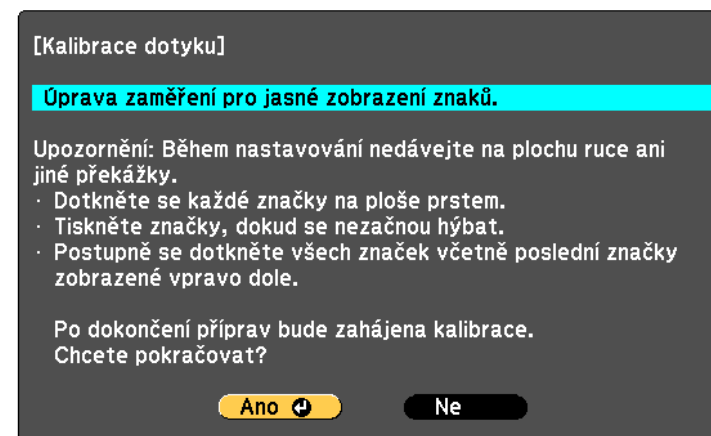 [Kalibrace dotyku]
Úprava zaměření pro jasné zobrazení znaků.
Upozornění: Během nastavování nedávejte na plochu ruce ani
jiné překážky.
· Dotkněte se každé značky na ploše prstem.
· Tiskněte značky, dokud se nezačnou hýbat.
· Postupně se dotkněte všech značek včetně poslední značky
zobrazené vpravo dole.
Po dokončení příprav bude zahájena kalibrace.
Chcete pokračovat?
Ano Ne